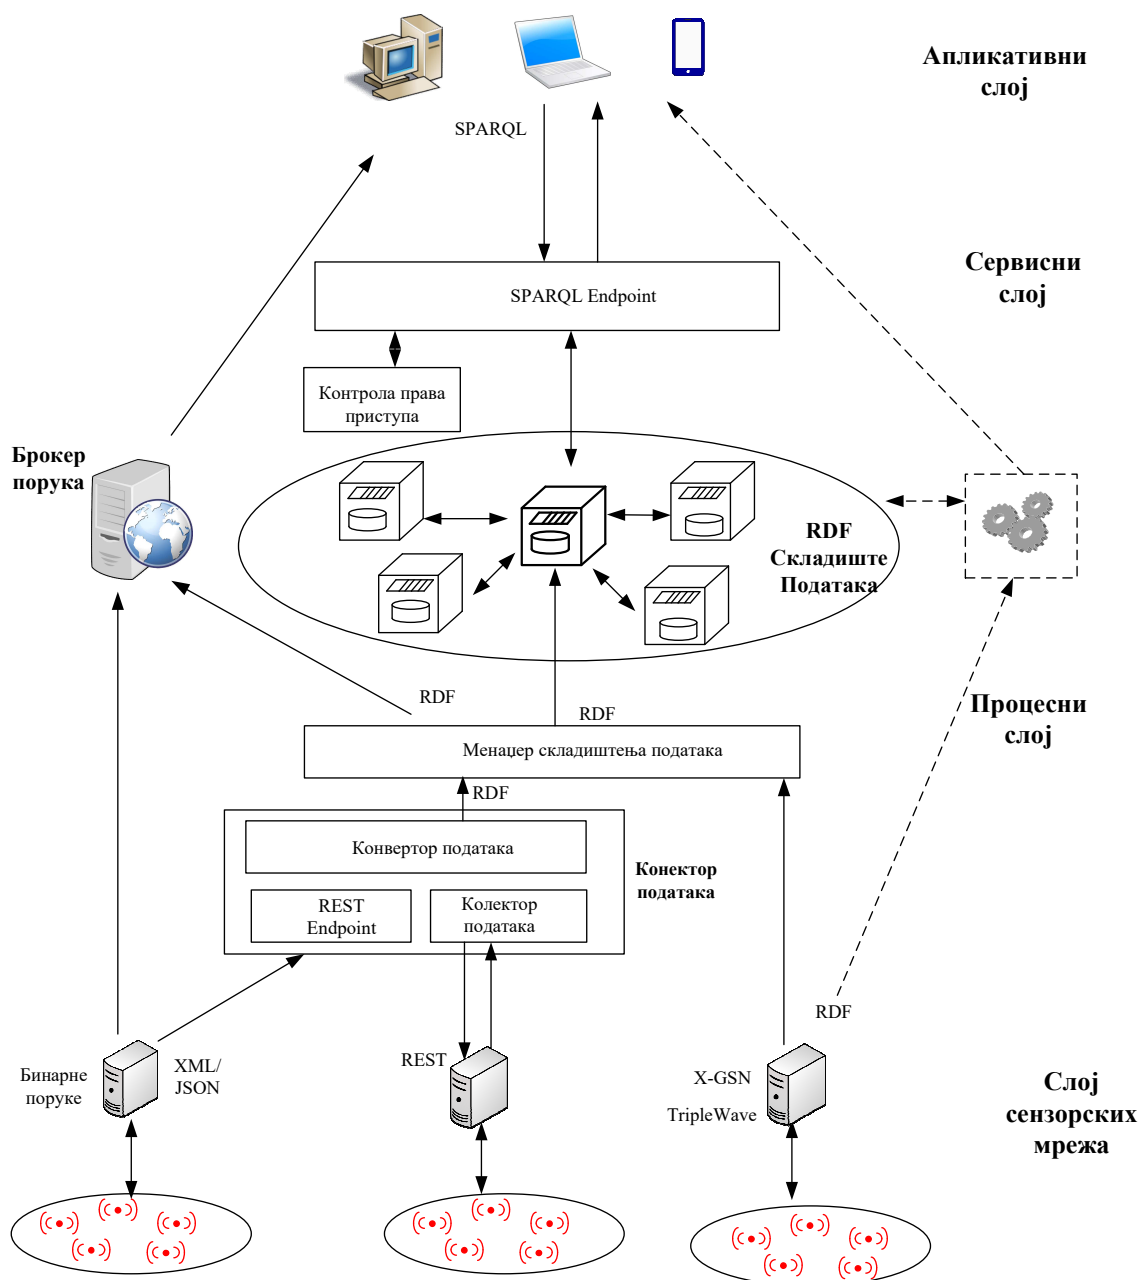 Апликативни
слој
SPARQL
Сервисни
слој
SPARQL Endpoint
Контрола права
приступа
Брокер
порука
RDF
Складиште
Података
RDF
RDF
Процесни
слој
Менаџер складиштења података
RDF
Конвертор података
Конектор
података
REST
Endpoint
Колектор
података
RDF
Бинарне
поруке
XML/
JSON
REST
X-GSN
TripleWave
Слој
сензорских
мрежа